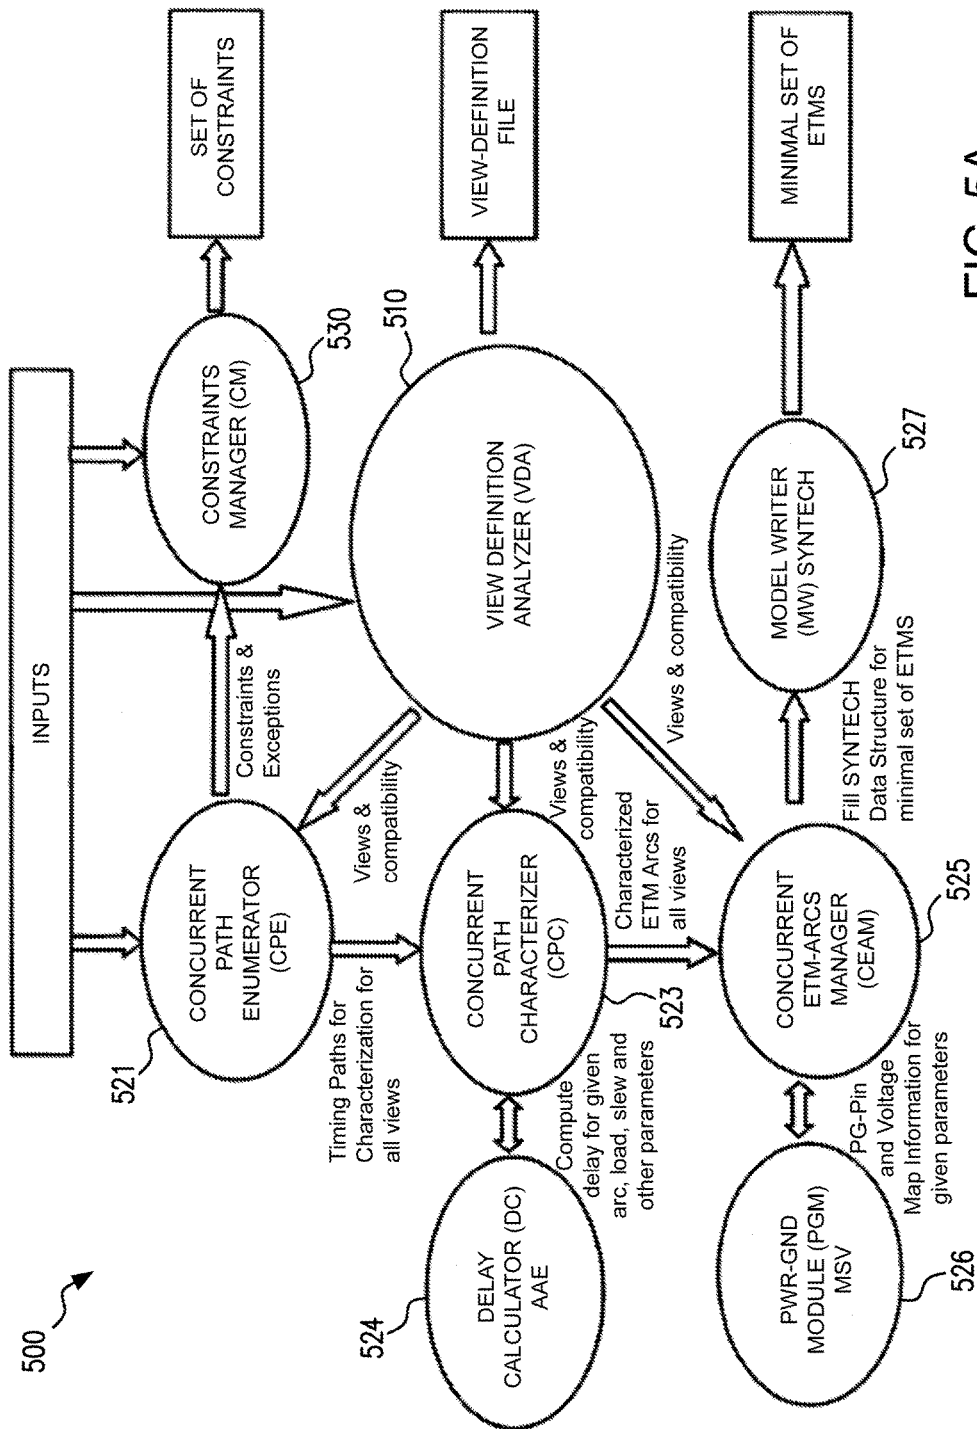 500
INPUTS
521
CONCURRENT
PATH
ENUMERATOR
(CPE)
Constraints &
Exceptions
CONSTRAINTS
MANAGER (CM)
530
SET OF
CONSTRAINTS
Timing Paths for
Characterization for
all views
Views &
compatibility
524
DELAY
CALCULATOR (DC)
AAE
Compute
delay for given
arc, load, slew and
other parameters
CONCURRENT
PATH
CHARACTERIZER
(CPC)
523
Views &
compatibility
VIEW DEFINITION
ANALYZER (VDA)
510
VIEW-DEFINITION
FILE
Characterized
ETM Arcs for
all views
Views & compatibility
PWR-GND
MODULE (PGM)
MSV
526
PG-Pin
and Voltage
Map Information for
given parameters
CONCURRENT
ETM-ARCS
MANAGER
(CEAM)
525
Fill SYNTECH
Data Structure for
minimal set of ETMS
MODEL WRITER
(MW) SYNTECH
527
MINIMAL SET OF
ETMS
FIG. 5A